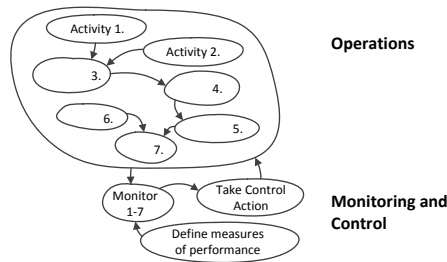 Activity 1.
Operations
Activity 2.
3.
4.
6.
5.
7.
Monitor
1-7
Take Control
Action
Monitoring and
Control
Define measures
of performance